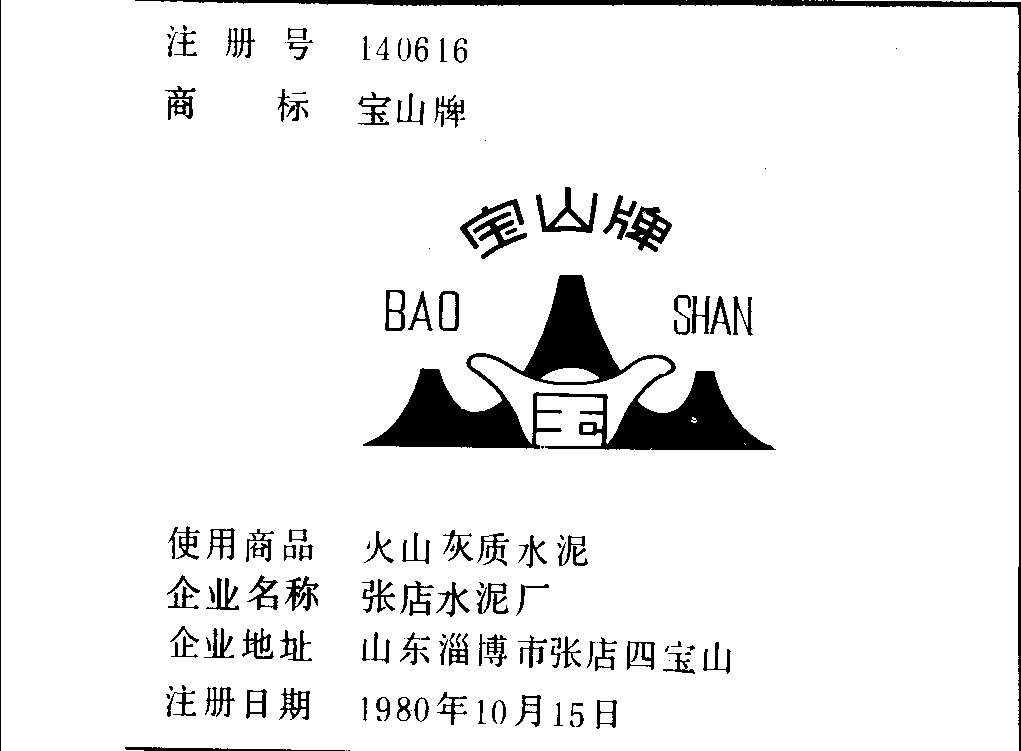 注册号 140616
商标 宝山牌
宝山牌
BAO SHAN
使用商品 火山灰质水泥
企业名称 张店水泥厂
企业地址 山东淄博市张店四宝山
注册日期 1980年10月15日